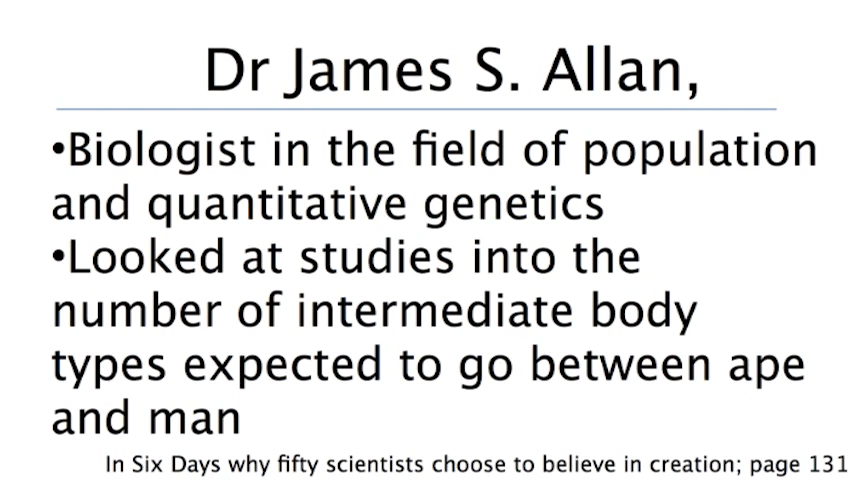 Dr James S. Allan,
•Biologist in the field of population
and quantitative genetics
•Looked at studies into the
number of intermediate body
types expected to go between ape
and man
In Six Days why fifty scientists choose to believe in creation; page 131